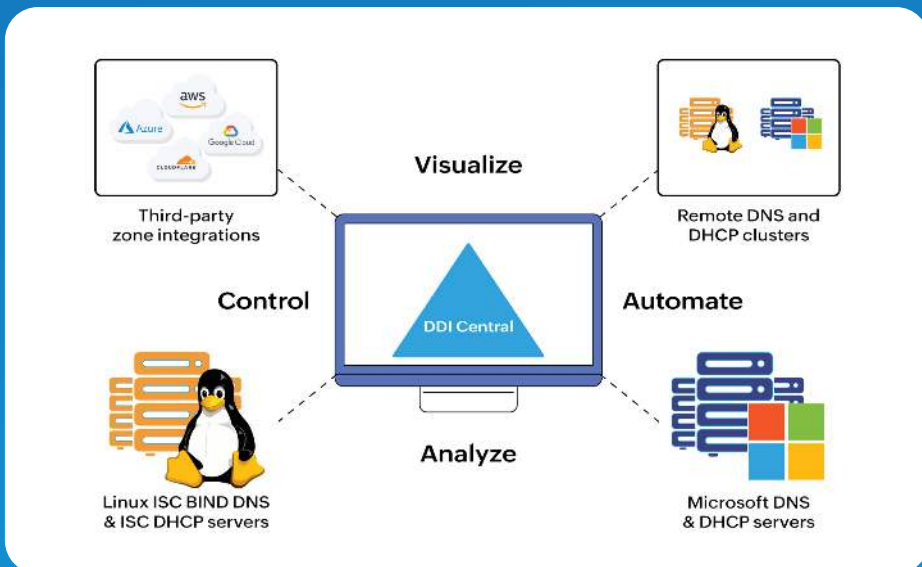 aws
Azure
Google Cloud
CLOUDFLARE
Third-party
zone integrations
Visualize
Remote DNS and
DHCP clusters
Control
DDI Central
Automate
Linux ISC BIND DNS
& ISC DHCP servers
Analyze
Microsoft DNS
& DHCP servers